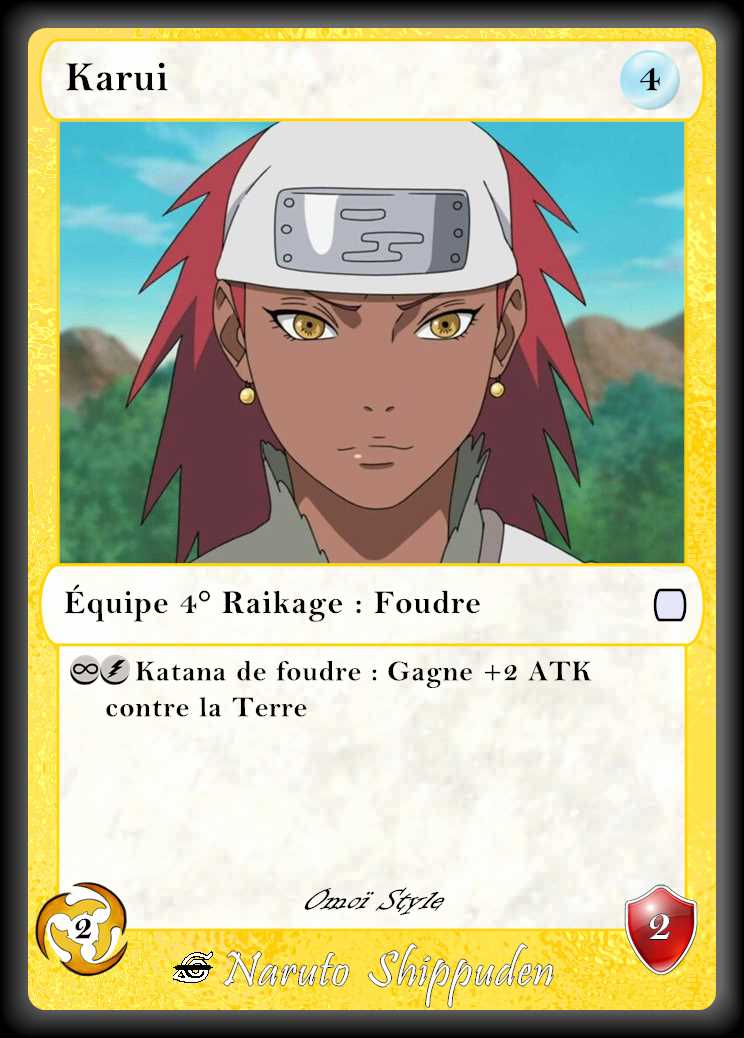 Karui
4
Équipe 4° Raikage : Foudre
Katana de foudre : Gagne +2 ATK
contre la Terre
Omoï Style
2
2
Naruto Shippuden